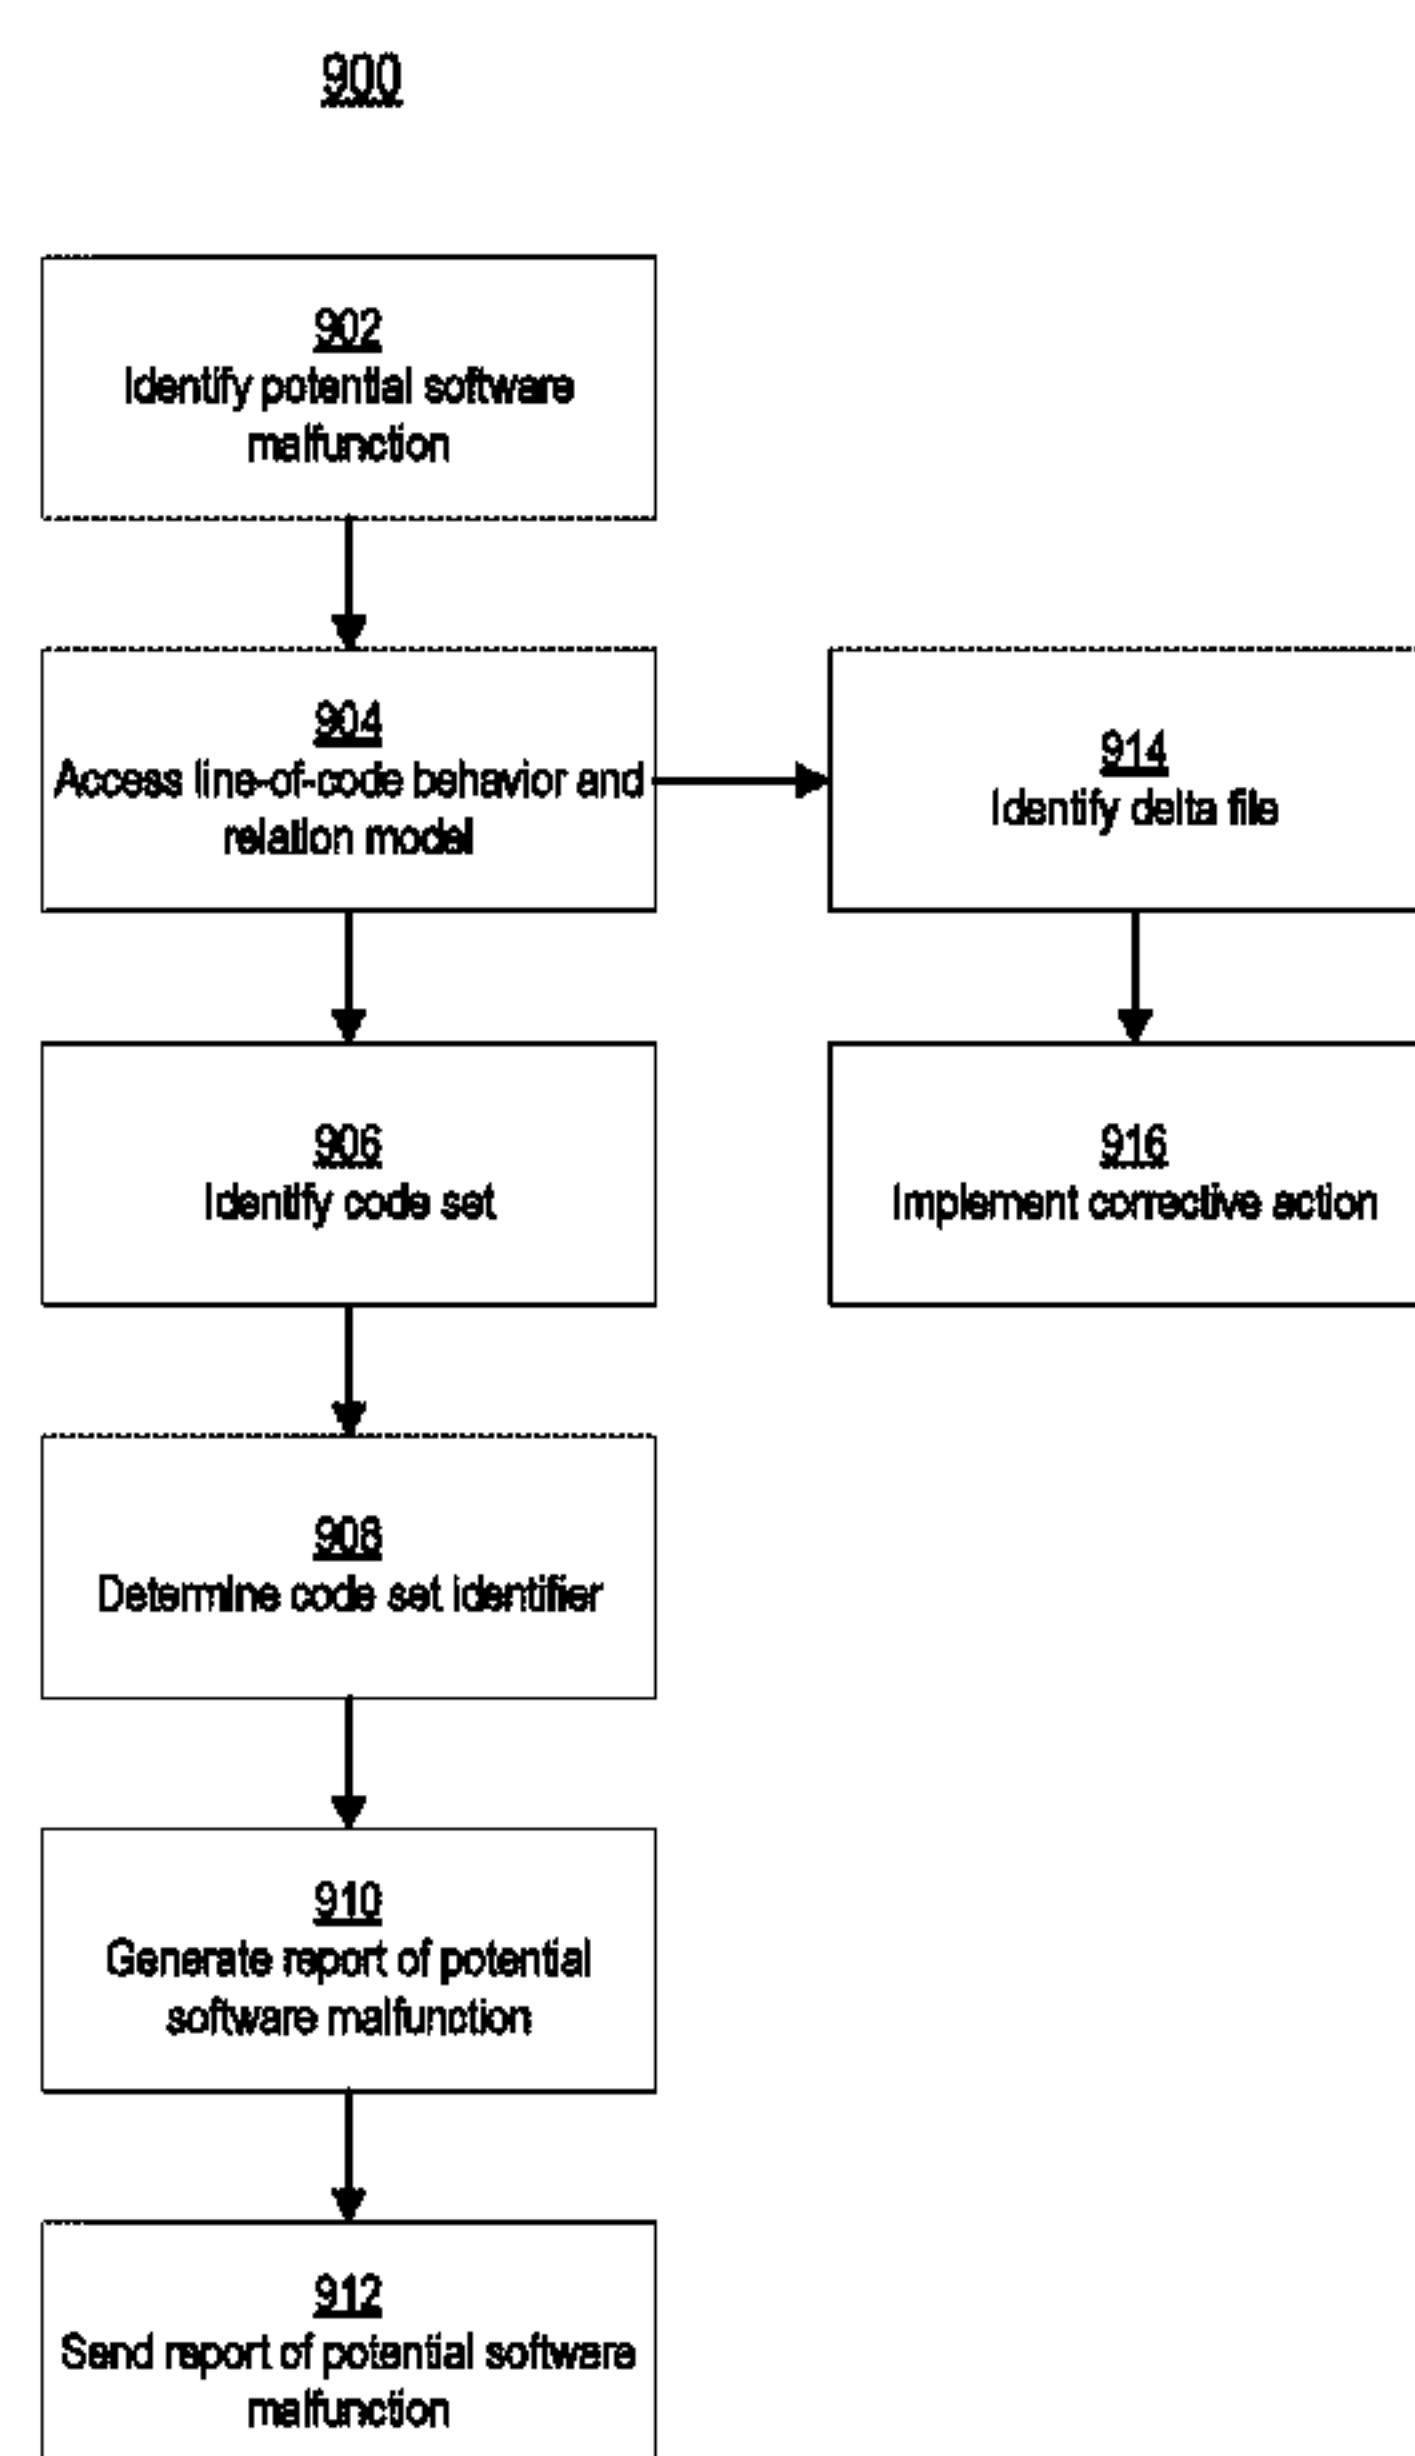 900
902
Identify potential software
malfunction
904
Access line-of-code behavior and
relation model
914
Identify delta file
906
Identify code set
916
Implement corrective action
908
Determine code set identifier
910
Generate report of potential
software malfunction
912
Send report of potential software
malfunction